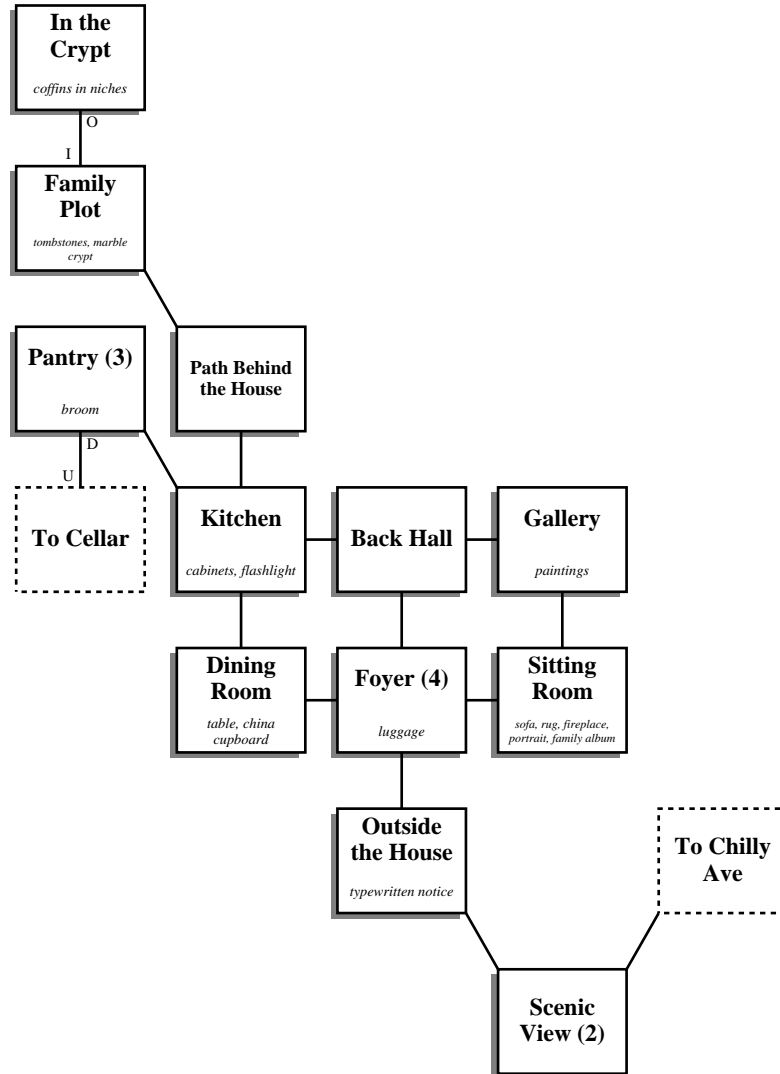 In the
Crypt
coffins in niches
O
I
Family
Plot
tombstones, marble
crypt
Pantry (3)
broom
Path Behind
the House
D
U
To Cellar
Kitchen
cabinets, flashlight
Back Hall
Gallery
paintings
Dining
Room
table, china
cupboard
Foyer (4)
luggage
Sitting
Room
sofa, rug, fireplace,
portrait, family album
Outside
the House
typewritten notice
To Chilly
Ave
Scenic
View (2)